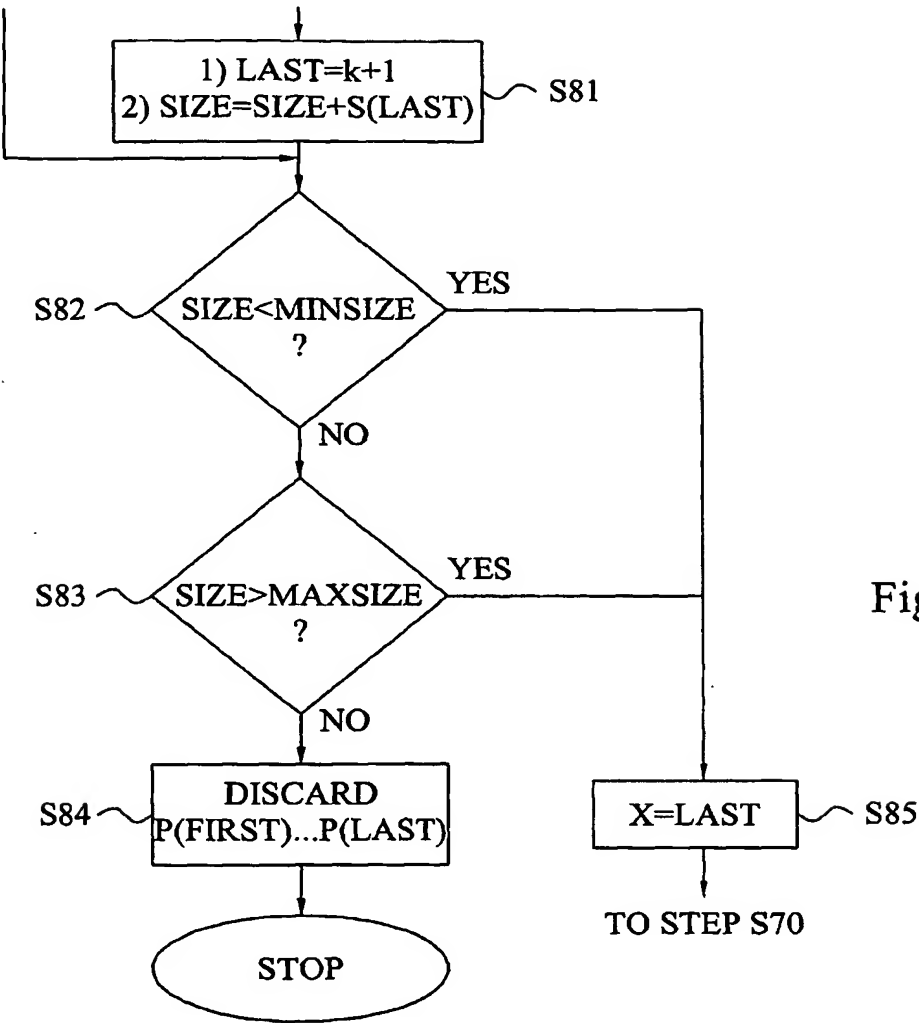 1) LAST=k+1
2) SIZE=SIZE+S(LAST)
S81
YES
S82
SIZE<MINSIZE
?
NO
YES
S83
SIZE>MAXSIZE
?
Fig
NO
S84
DISCARD
P(FIRST)...P(LAST)
X=LAST
S85
TO STEP S70
STOP